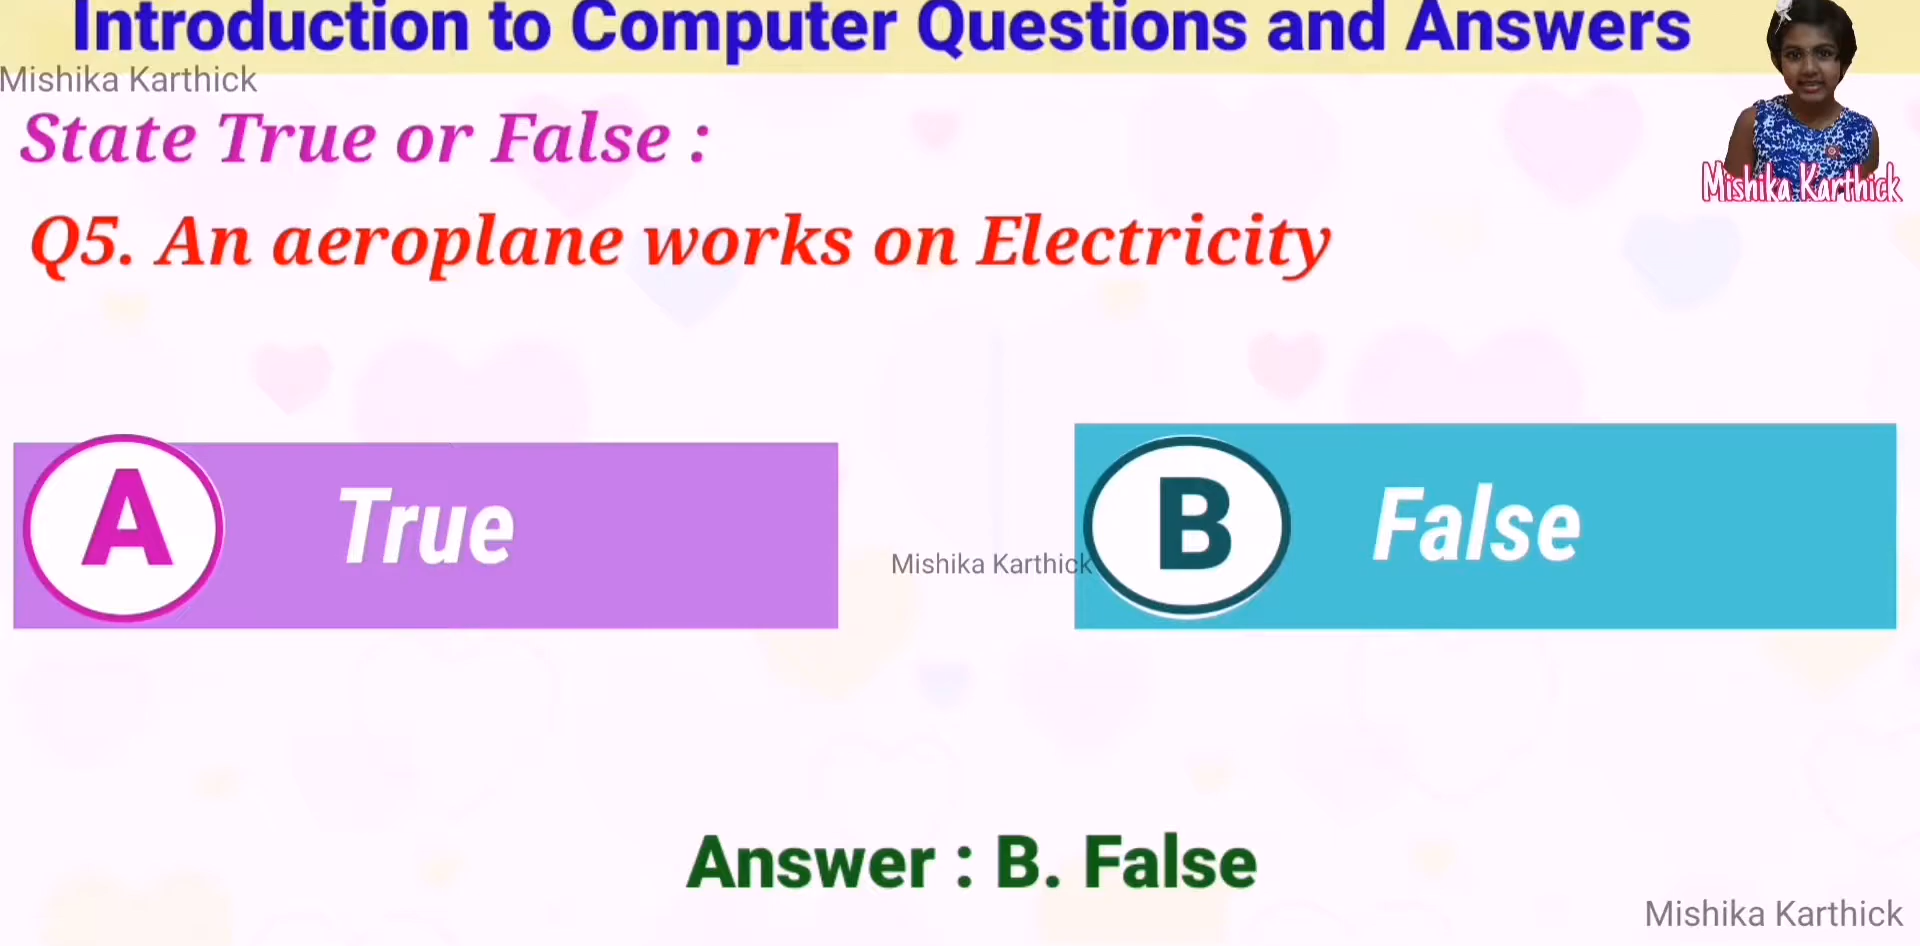 Introduction to Computer Questions and Answers
Mishika Karthick
State True or False :
Mishika Karthick
Q5. An aeroplane works on Electricity
A True
B False
Mishika Karthick
Answer : B. False
Mishika Karthick